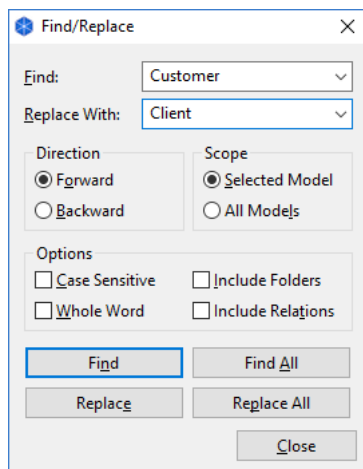 Find/Replace
Find: Customer
Replace With: Client
Direction Scope
Forward Selected Model
Backward All Models
Options
Case Sensitive Include Folders
Whole Word Include Relations
Find Find All
Replace Replace All
Close